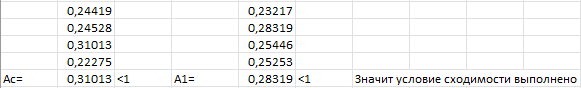 0,24419 0,23217
0,24528 0,28319
0,31013 0,25446
0,22275 0,25253
Ac= 0,31013 <1 A1= 0,28319 <1 Значит условие сходимости выполнено